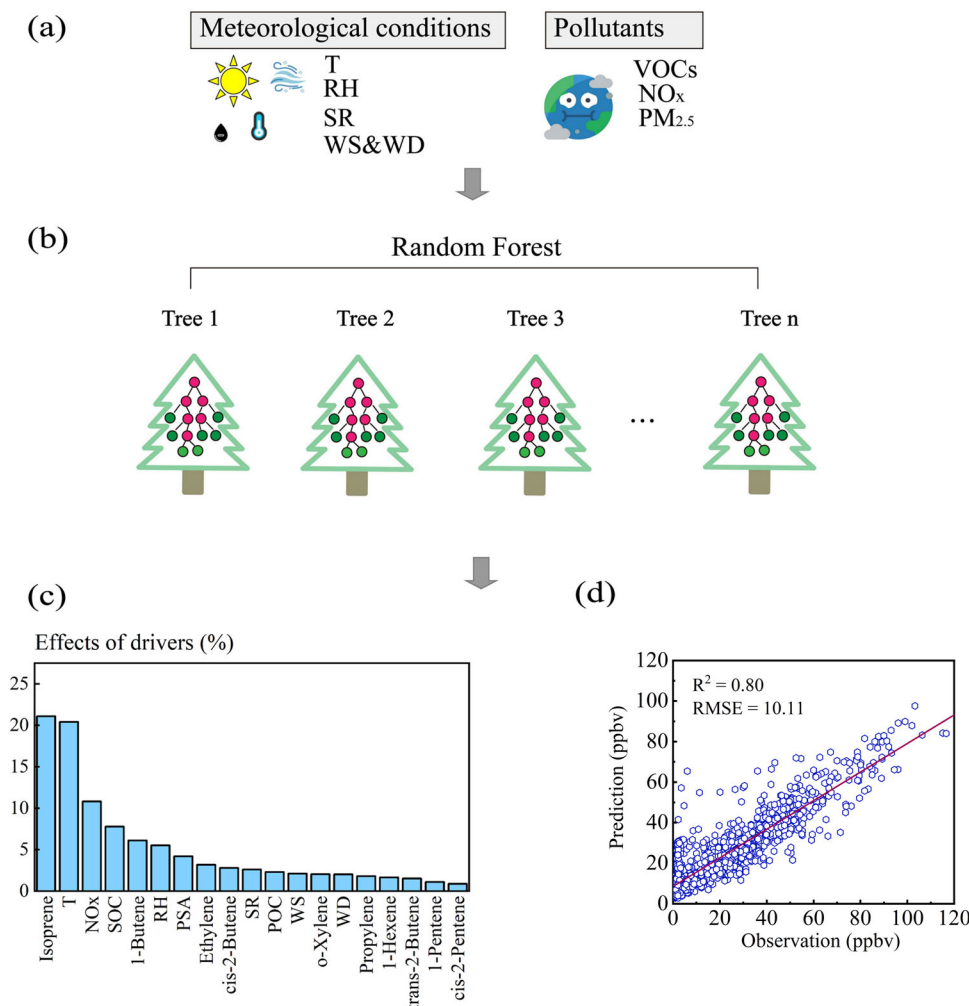 (a)
Meteorological conditions
Pollutants
T
RH
SR
WS&WD
VOCs
NOx
PM2.5
(b)
Random Forest
Tree 1
Tree 2
Tree 3
Tree n
...
(c)
Effects of drivers (%)
25
20
15
10
5
0
Isoprene
T
NOx
SOC
1-Butene
RH
PSA
Ethylene
cis-2-Butene
SR
POC
WS
o-Xylene
WD
Propylene
1-Hexene
trans-2-Butene
1-Pentene
cis-2-Pentene
(d)
R² = 0.80
RMSE = 10.11
Prediction (ppbv)
120
100
80
60
40
20
0
0 20 40 60 80 100 120
Observation (ppbv)